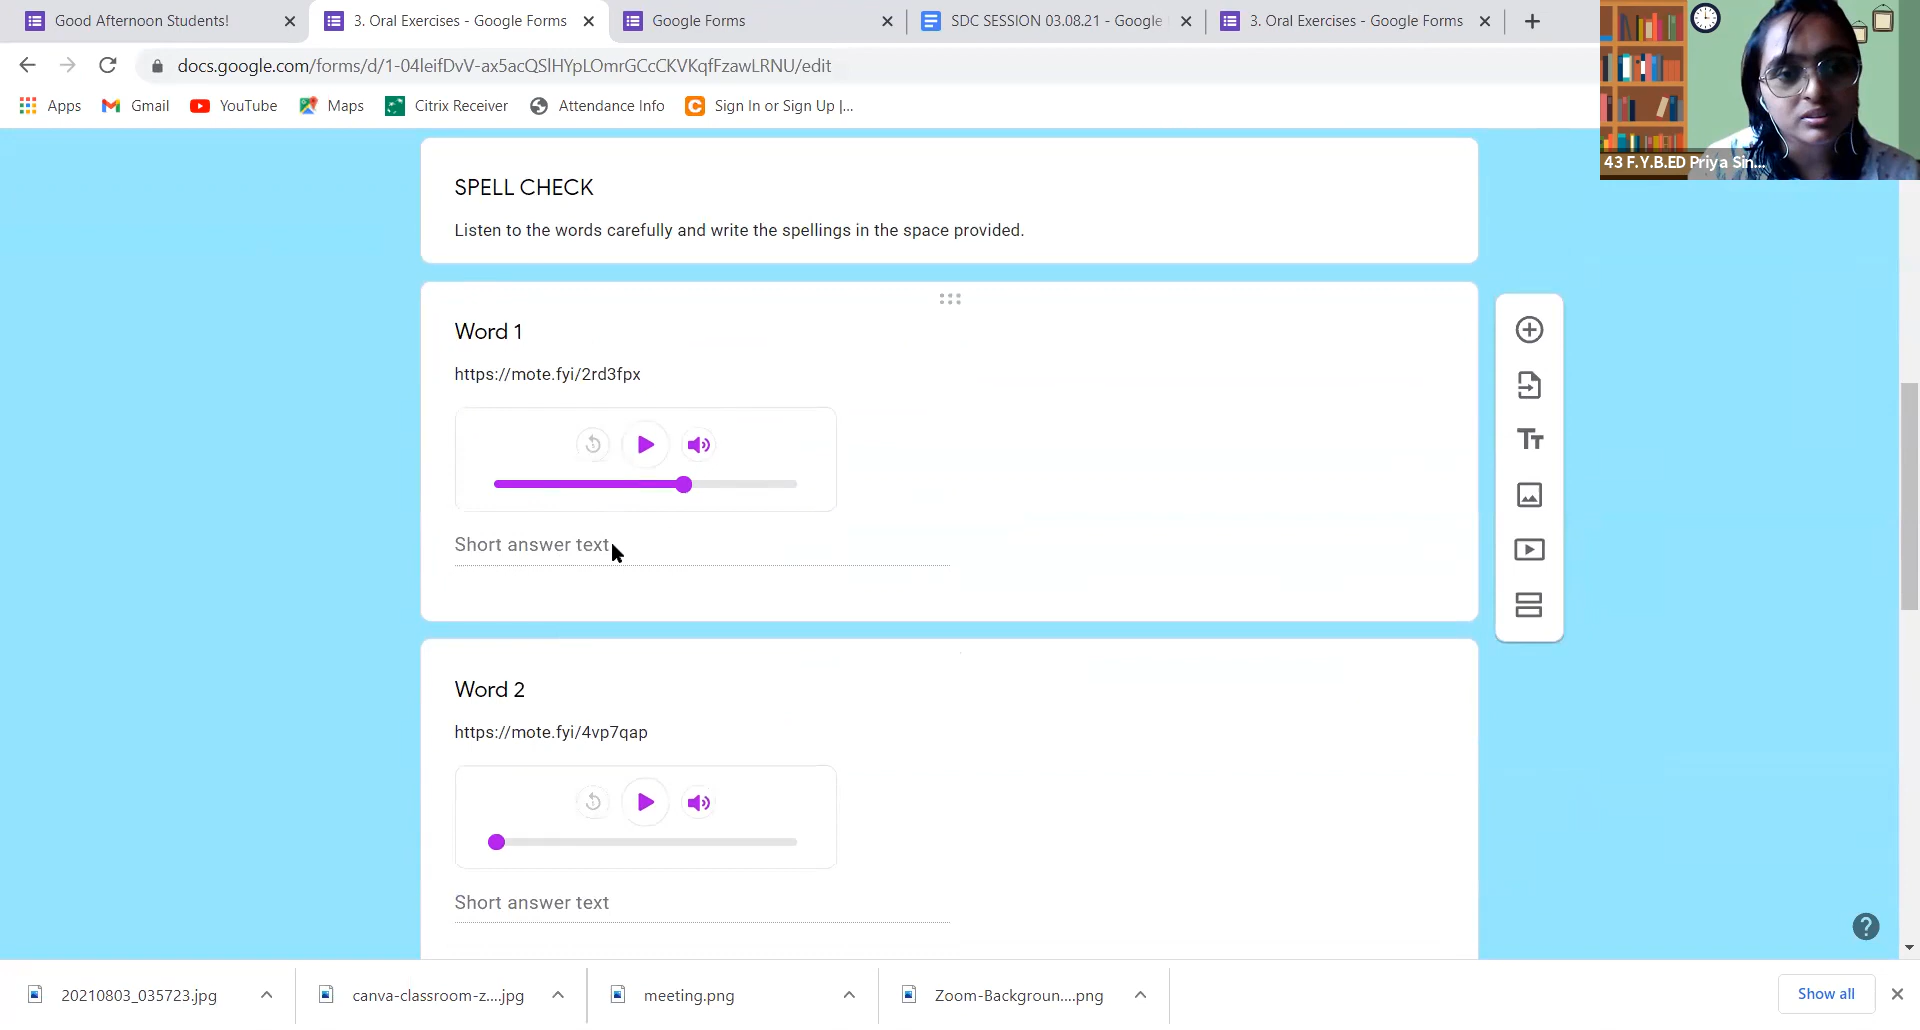 Good Afternoon Students!
3. Oral Exercises - Google Forms
Google Forms
SDC SESSION 03.08.21 - Google
3. Oral Exercises - Google Forms
docs.google.com/forms/d/1-04leifDvV-ax5acQSlHYpLOmrGCcCKVKqfFzawLRNU/edit
Apps
Gmail
YouTube
Maps
Citrix Receiver
Attendance Info
Sign In or Sign Up |...
43 F.Y.B.ED Priya Sin...
SPELL CHECK
Listen to the words carefully and write the spellings in the space provided.
Word 1
https://mote.fyi/2rd3fpx
Short answer text
Word 2
https://mote.fyi/4vp7qap
Short answer text
20210803_035723.jpg
canva-classroom-z....jpg
meeting.png
Zoom-Backgroun....png
Show all